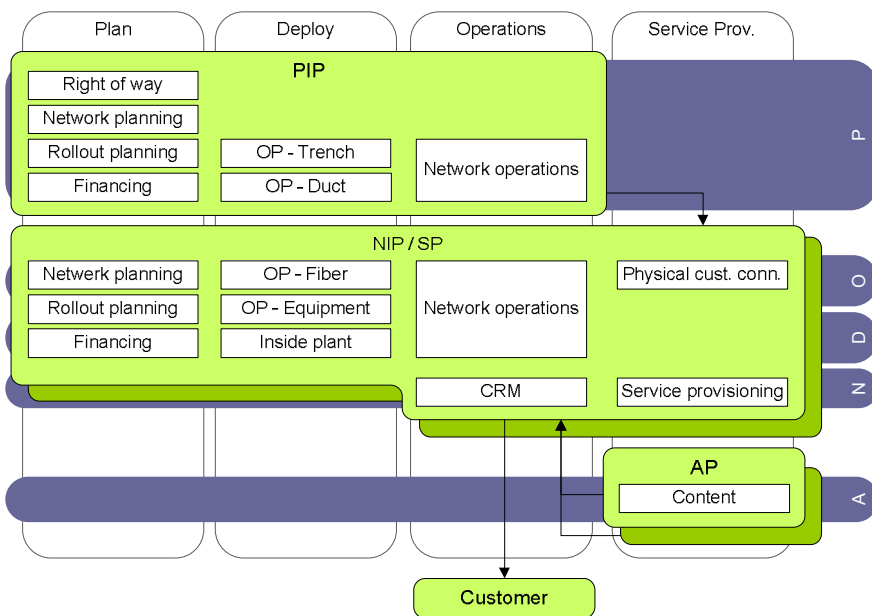 Plan
Deploy
Operations
Service Prov.
PIP
Right of way
Network planning
Rollout planning
OP - Trench
Network operations
Financing
OP - Duct
P
NIP / SP
Netwerk planning
OP - Fiber
Network operations
Physical cust. conn.
O
Rollout planning
OP - Equipment
D
Financing
Inside plant
CRM
Service provisioning
N
AP
Content
A
Customer